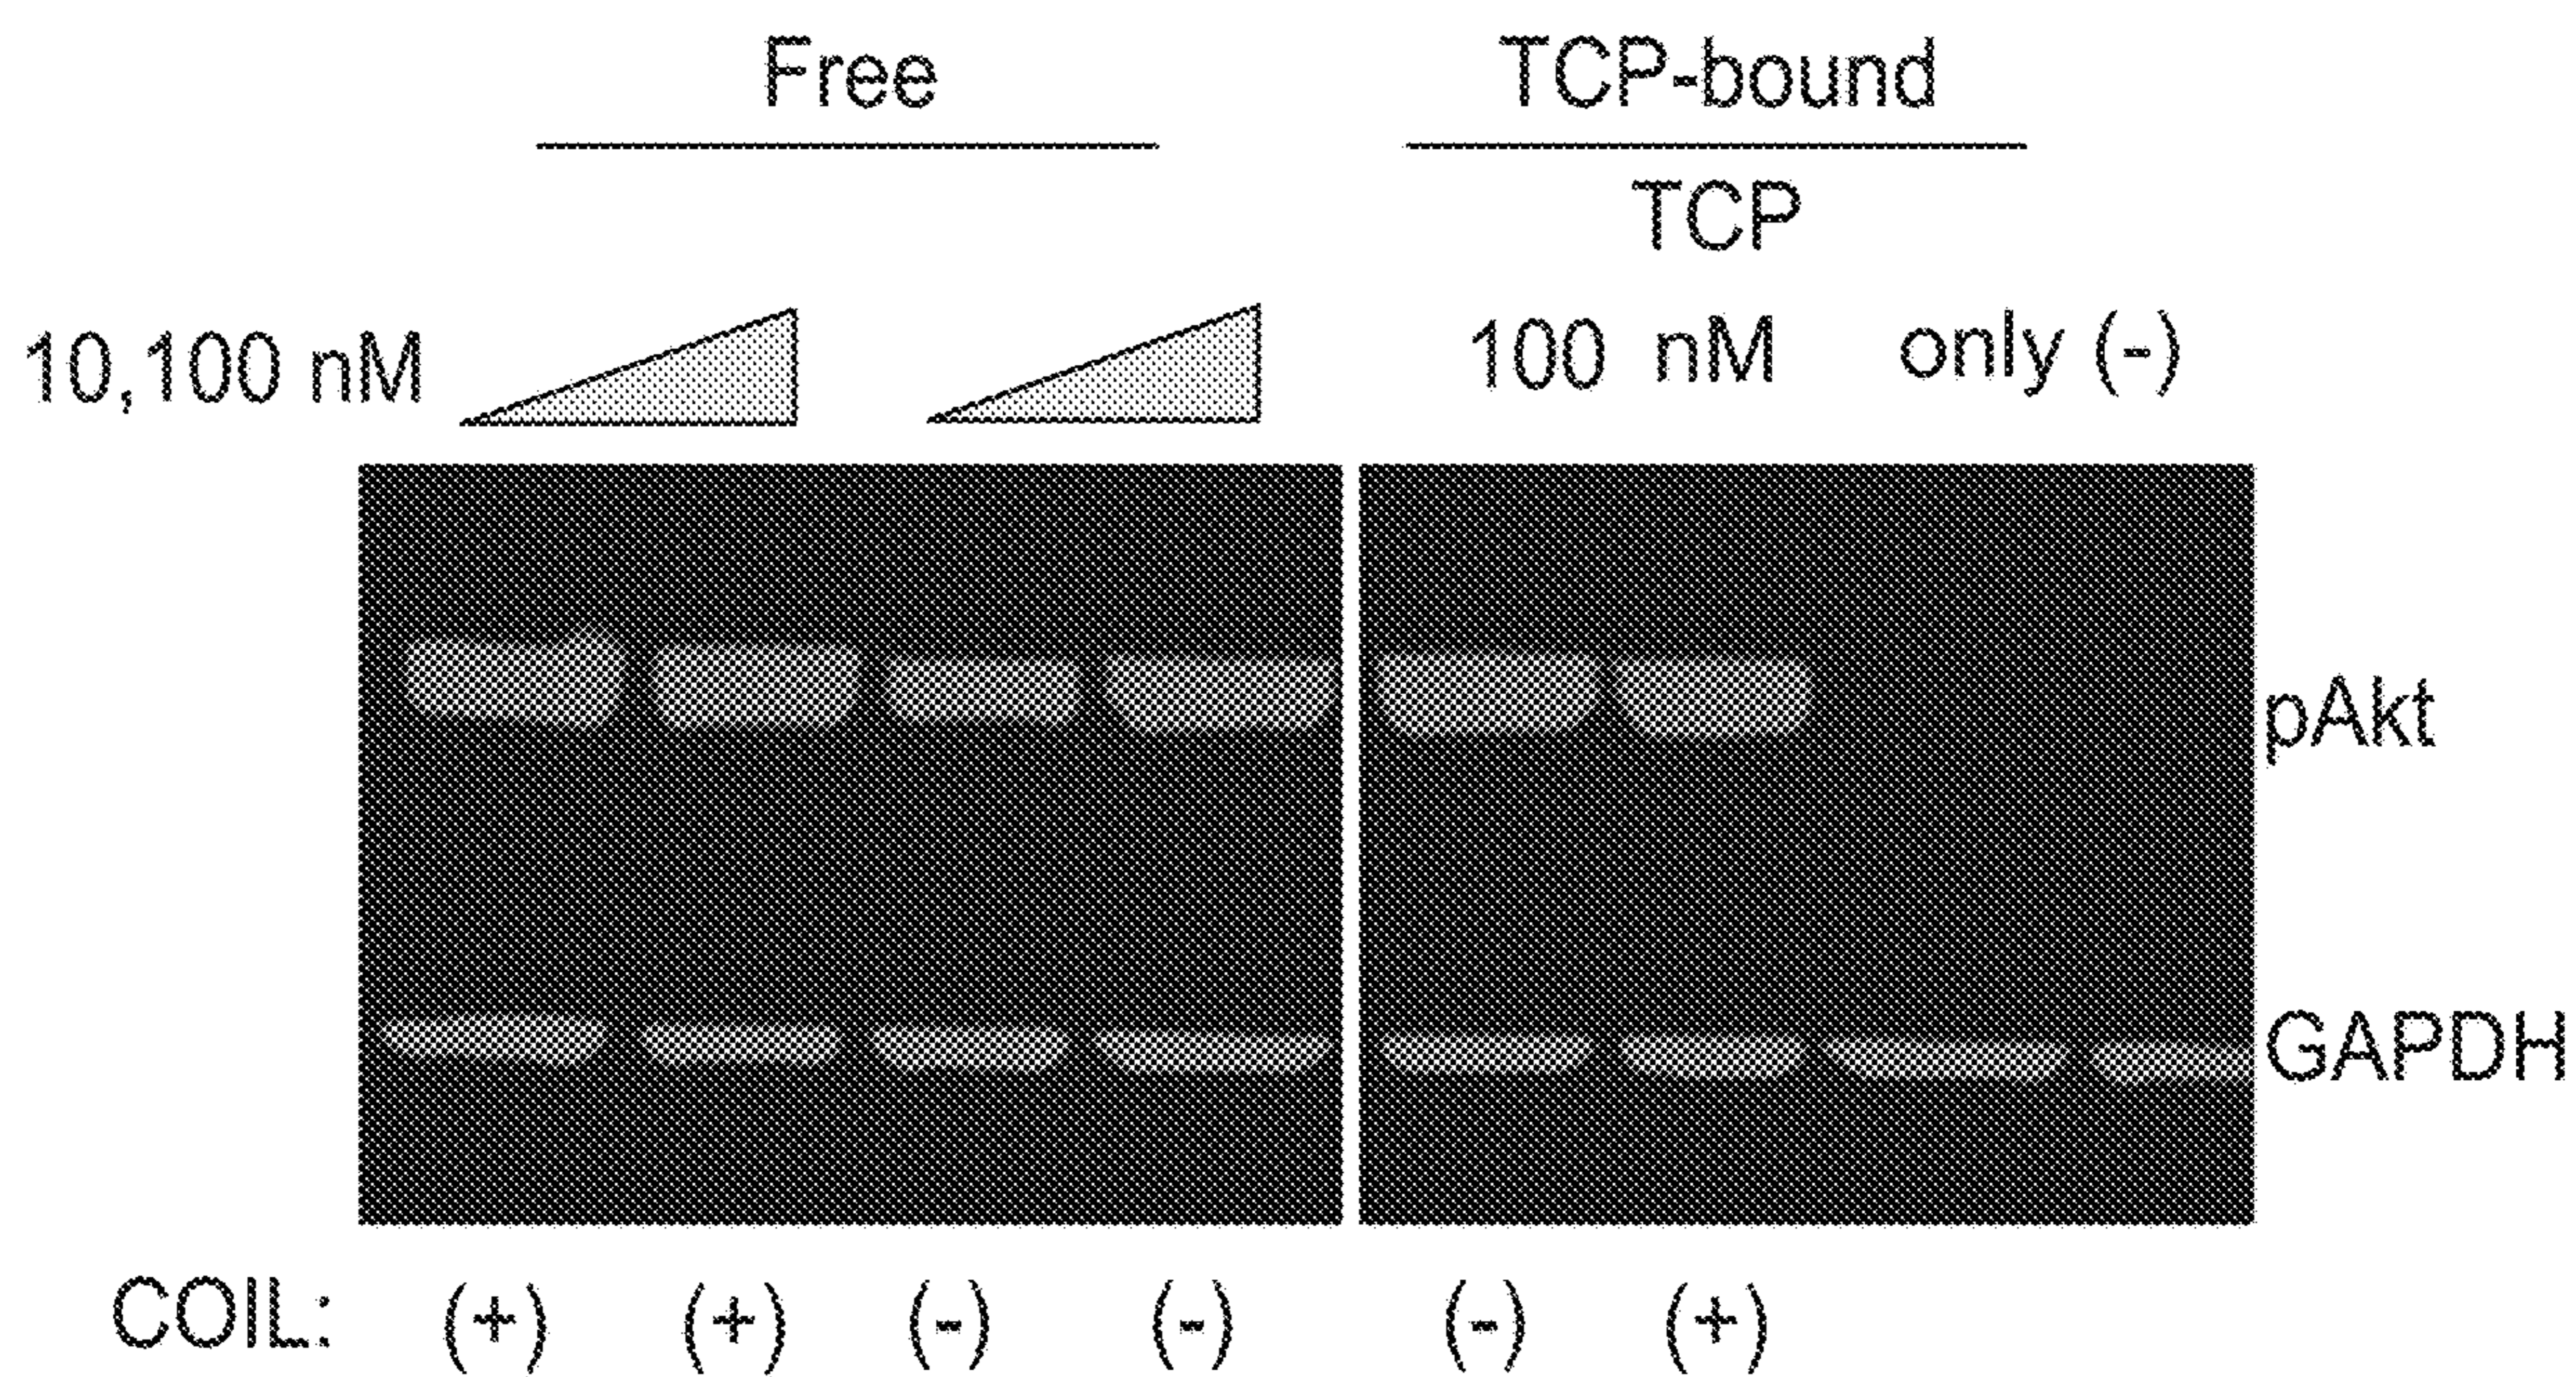 Free TCP-bound
TCP
10,100 nM 100 nM only (-)
pAkt
GAPDH
COIL: (+) (+) (-) (-) (-) (+)